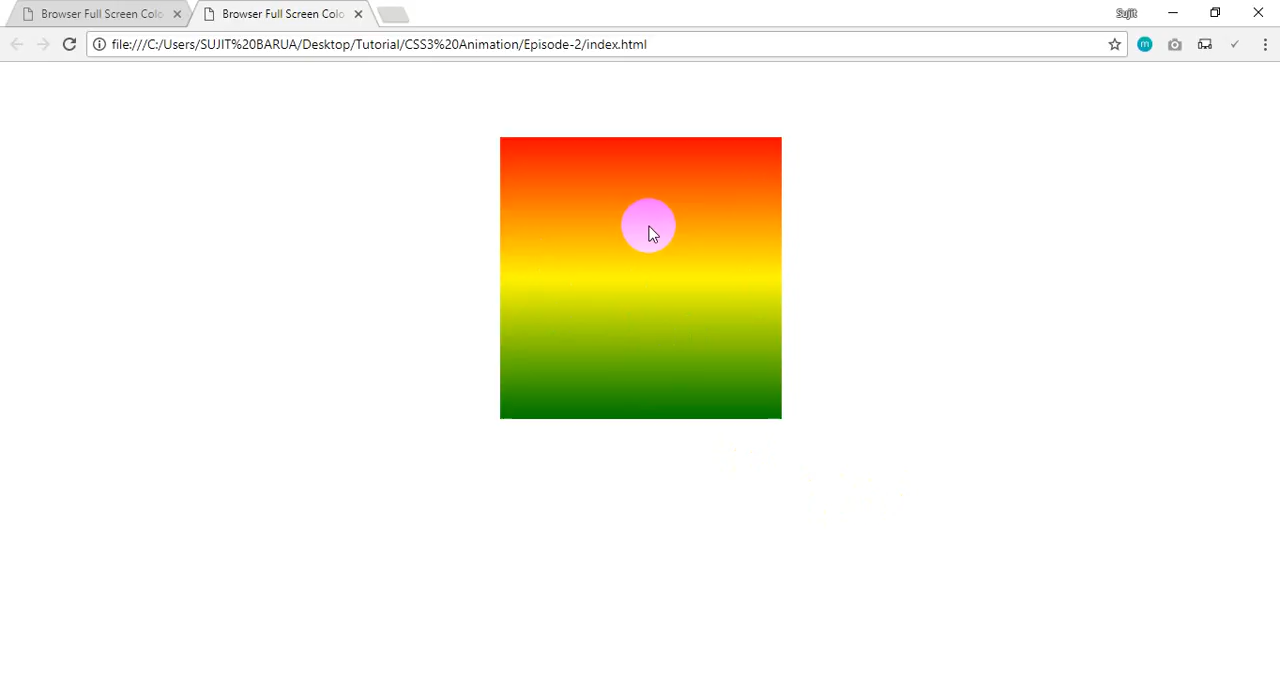 Browser Full Screen Colo
Browser Full Screen Colo
Sujit
file:///C:/Users/SUJIT%20BARUA/Desktop/Tutorial/CSS3%20Animation/Episode-2/index.html
m